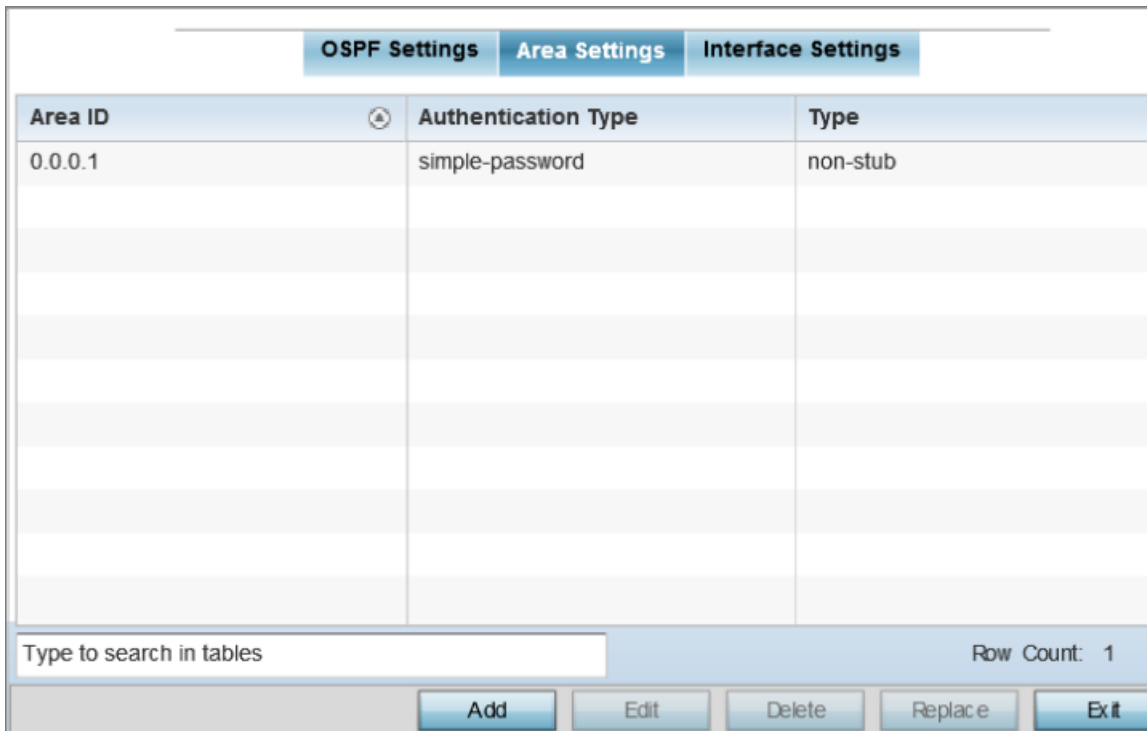 OSPF Settings Area Settings Interface Settings
Area ID Authentication Type Type
0.0.0.1 simple-password non-stub
Type to search in tables Row Count: 1
Add Edit Delete Replace Exit